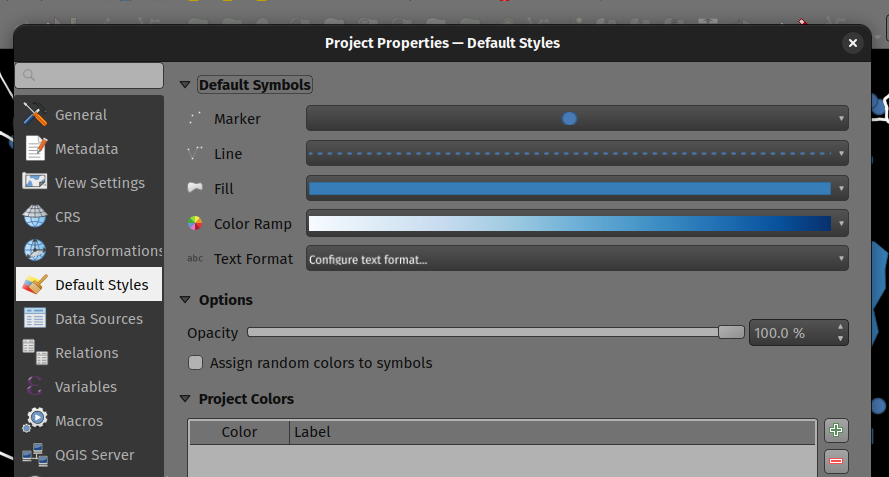 Project Properties — Default Styles
General
Metadata
View Settings
CRS
Transformations
Default Styles
Data Sources
Relations
Variables
Macros
QGIS Server
Default Symbols
Marker
Line
Fill
Color Ramp
abc Text Format Configure text format...
Options
Opacity 100.0 %
Assign random colors to symbols
Project Colors
Color Label